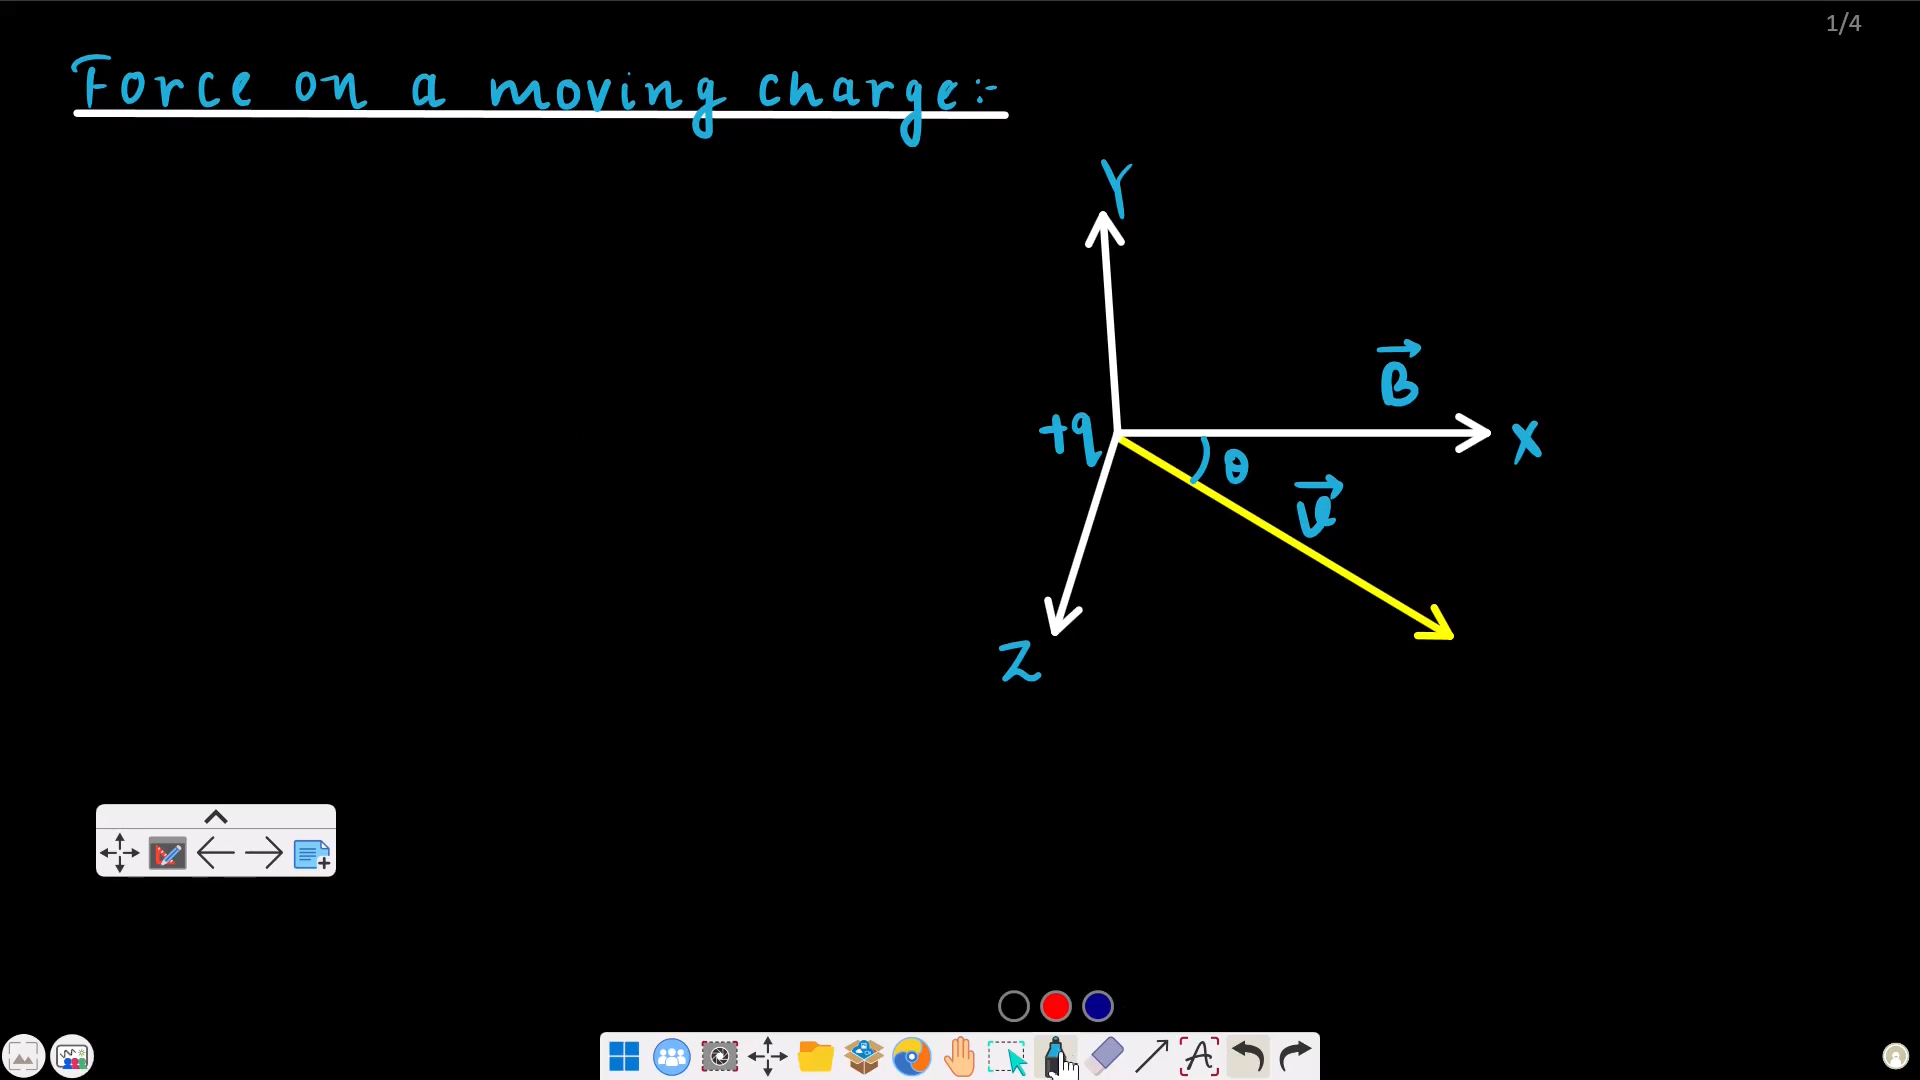 1/4
Force on a moving charge:-
Y
B
+q
X
θ
v
Z